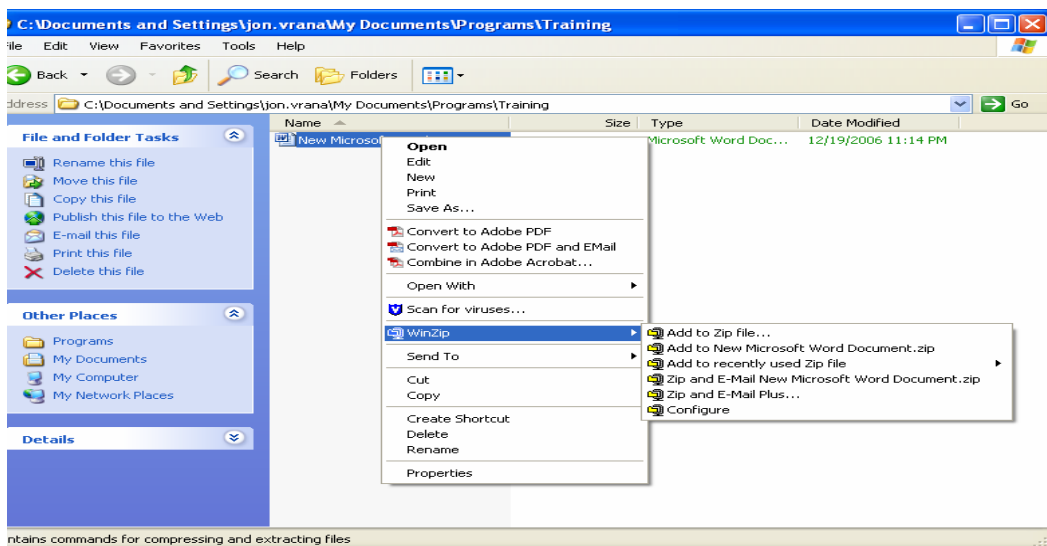 C:\Documents and Settings\jon.vrana\My Documents\Programs\Training
File Edit View Favorites Tools Help
Back Search Folders
ddress C:\Documents and Settings\jon.vrana\My Documents\Programs\Training Go
Name Size Type Date Modified
File and Folder Tasks
Rename this file
Move this file
Copy this file
Publish this file to the Web
E-mail this file
Print this file
Delete this file
Other Places
Programs
My Documents
My Computer
My Network Places
Details
New Microsof Microsoft Word Doc... 12/19/2006 11:14 PM
Open
Edit
New
Print
Save As...
Convert to Adobe PDF
Convert to Adobe PDF and EMail
Combine in Adobe Acrobat...
Open With
Scan for viruses...
WinZip
Send To
Cut
Copy
Create Shortcut
Delete
Rename
Properties
Add to Zip file...
Add to New Microsoft Word Document.zip
Add to recently used Zip file
Zip and E-Mail New Microsoft Word Document.zip
Zip and E-Mail Plus...
Configure
ntains commands for compressing and extracting files